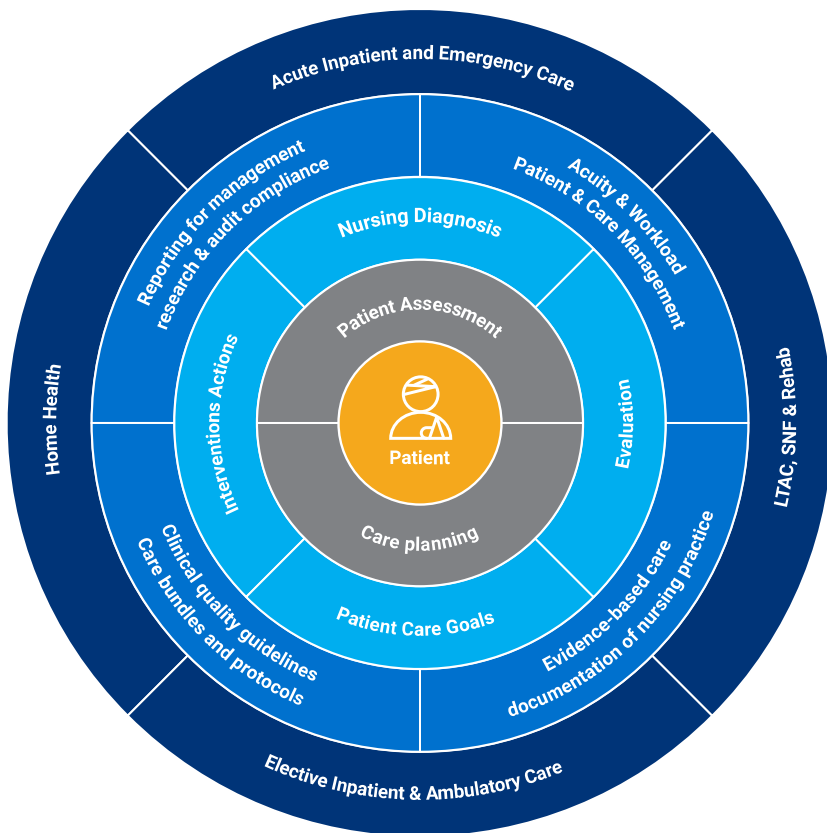 Acute Inpatient and Emergency Care
Reporting for management
research & audit compliance
Acuity & Workload
Patient & Care Management
Nursing Diagnosis
Patient Assessment
Home Health
Interventions Actions
Patient
Evaluation
LTAC, SNF & Rehab
Care planning
Patient Care Goals
Clinical quality guidelines
Care bundles and protocols
Evidence-based care
documentation of nursing practice
Elective Inpatient & Ambulatory Care